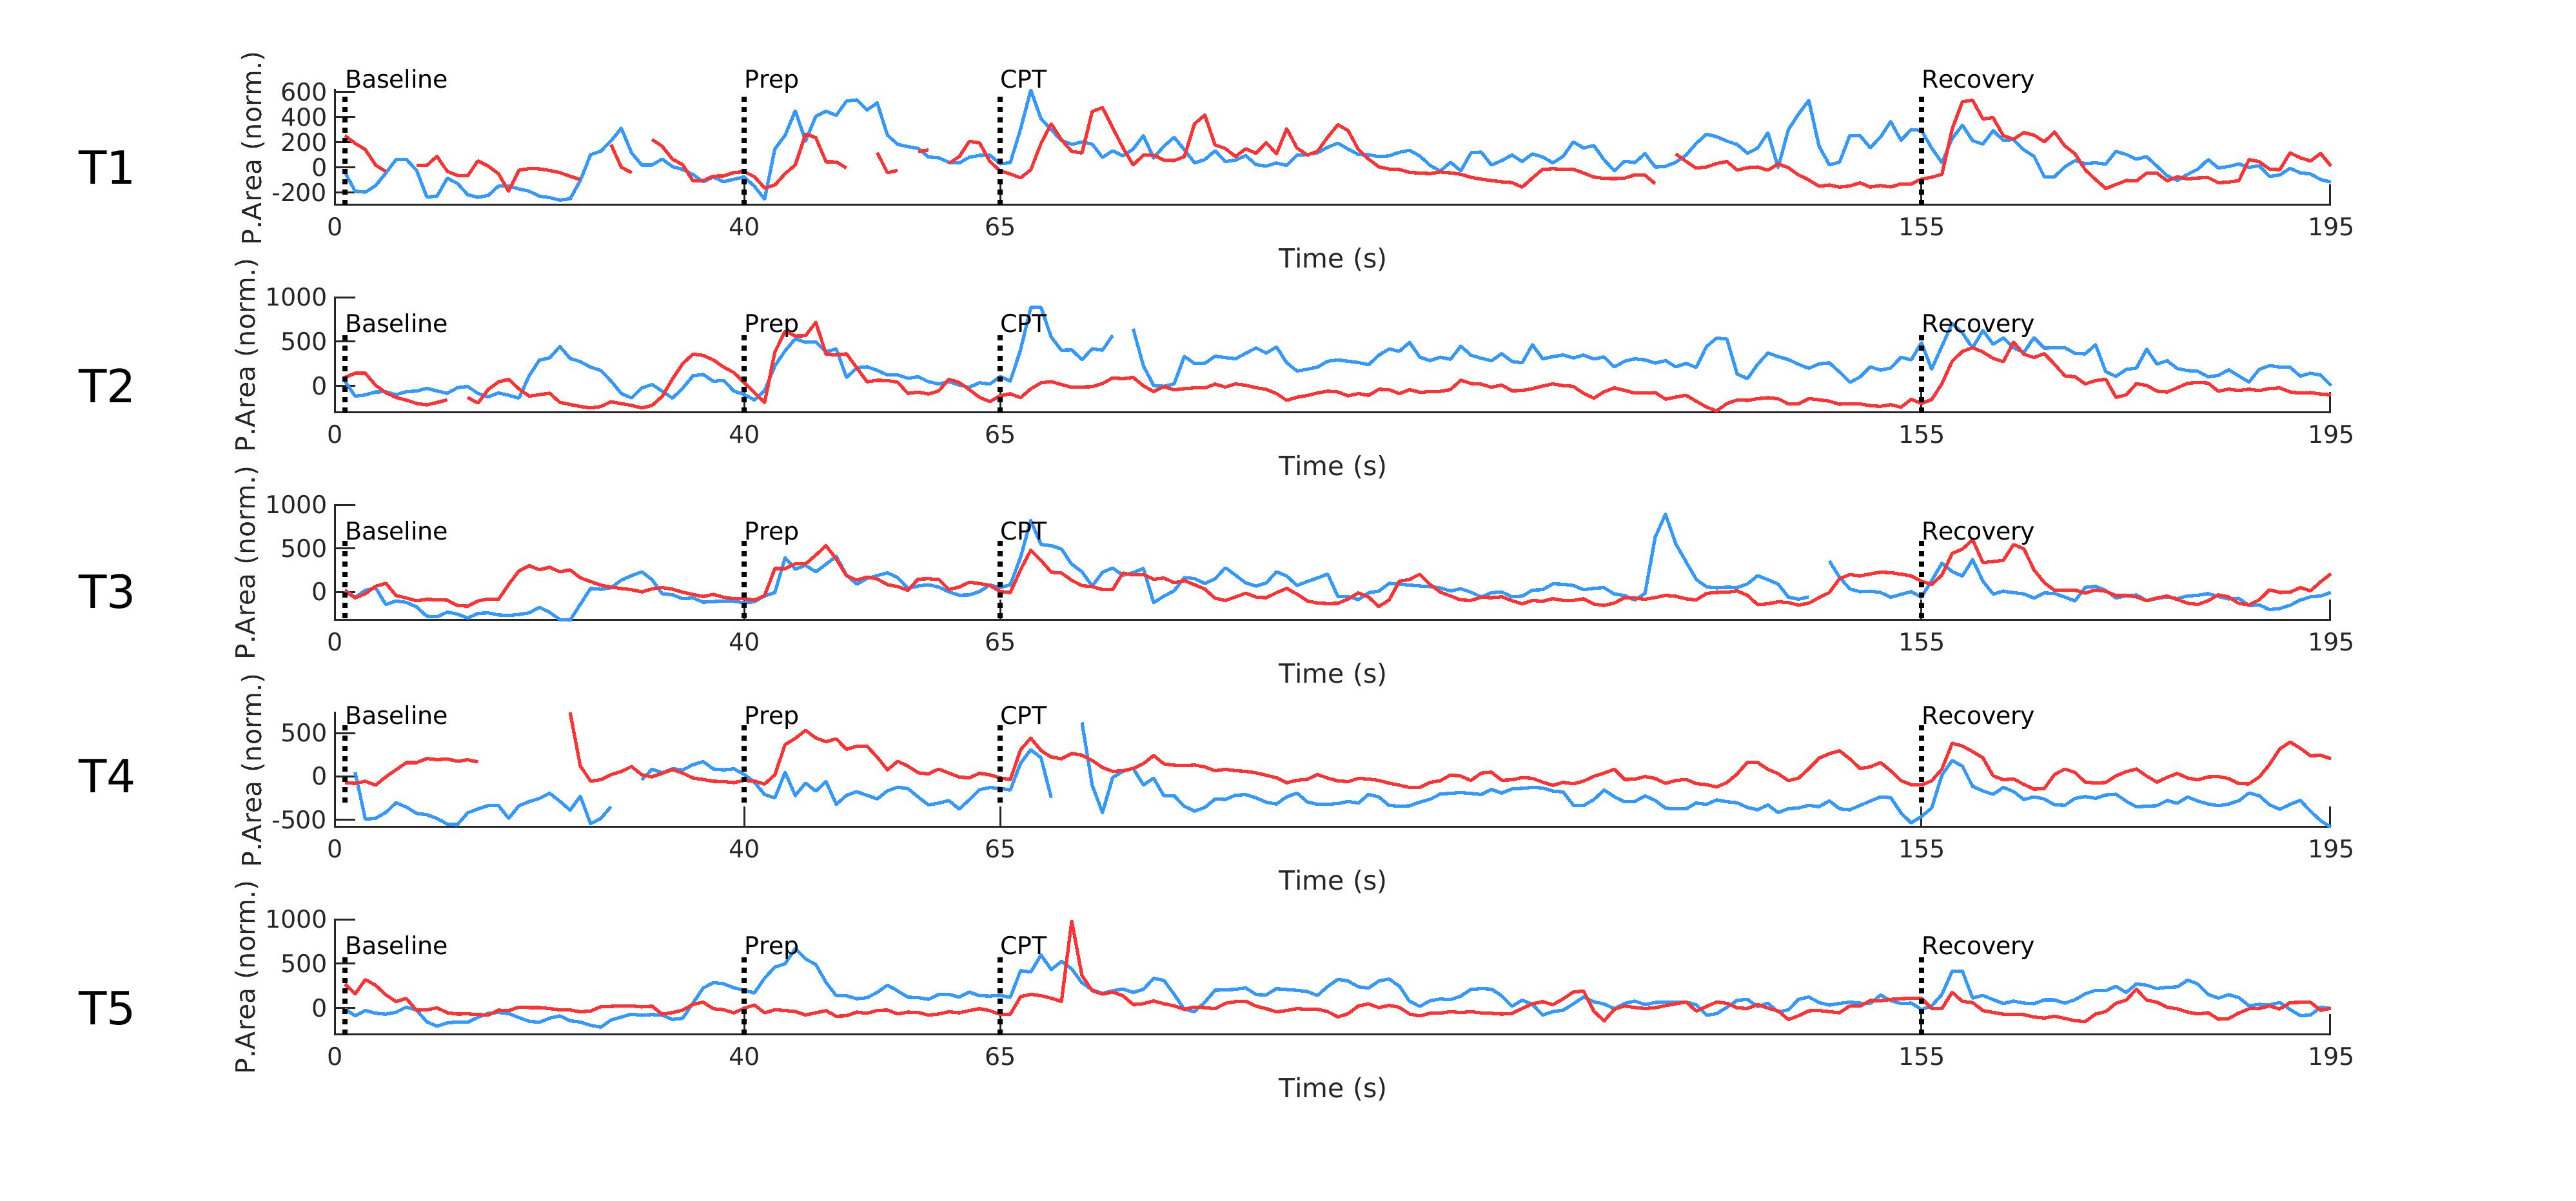 T1
P.Area (norm.)
600
400
200
0
-200
Baseline
Prep
CPT
Recovery
0
40
65
155
195
Time (s)
T2
P.Area (norm.)
1000
500
0
Baseline
Prep
CPT
Recovery
0
40
65
155
195
Time (s)
T3
P.Area (norm.)
1000
500
0
Baseline
Prep
CPT
Recovery
0
40
65
155
195
Time (s)
T4
P.Area (norm.)
500
0
-500
Baseline
Prep
CPT
Recovery
0
40
65
155
195
Time (s)
T5
P.Area (norm.)
1000
500
0
Baseline
Prep
CPT
Recovery
0
40
65
155
195
Time (s)